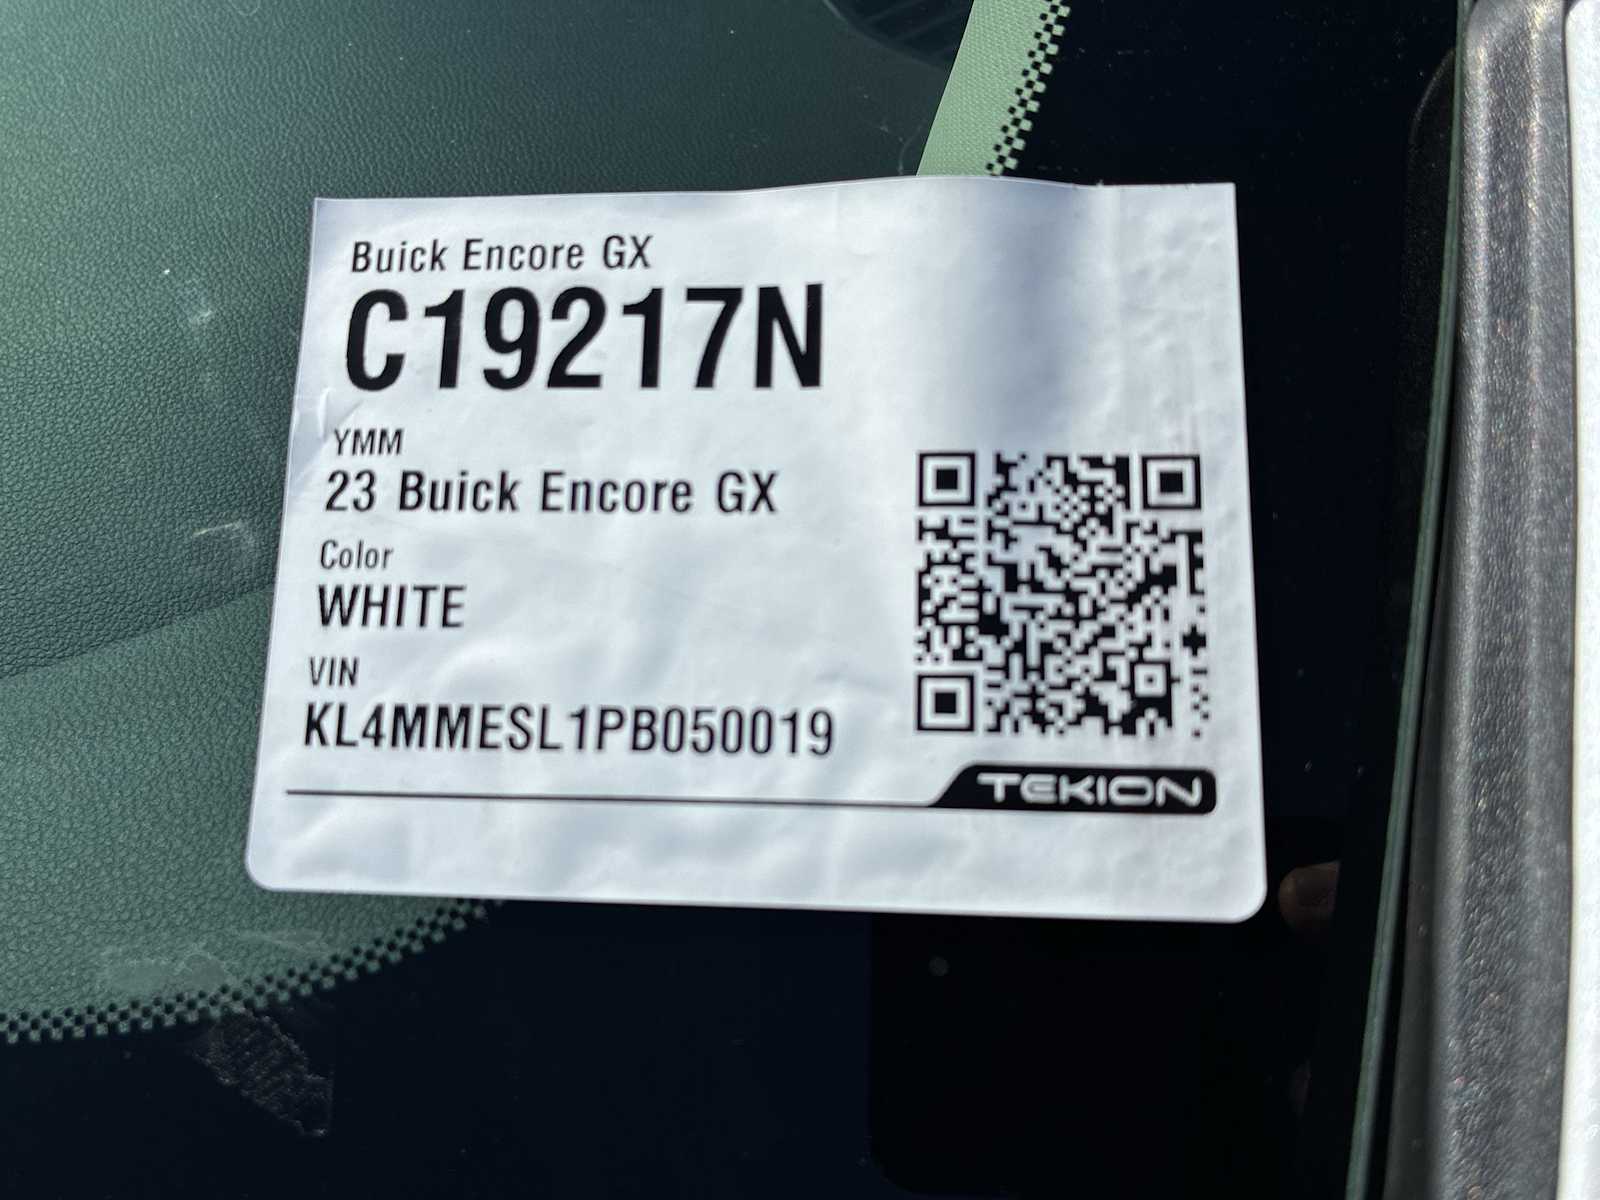 Buick Encore GX
C19217N
YMM
23 Buick Encore GX
Color
WHITE
VIN
KL4MMESL1PB050019
TEKION